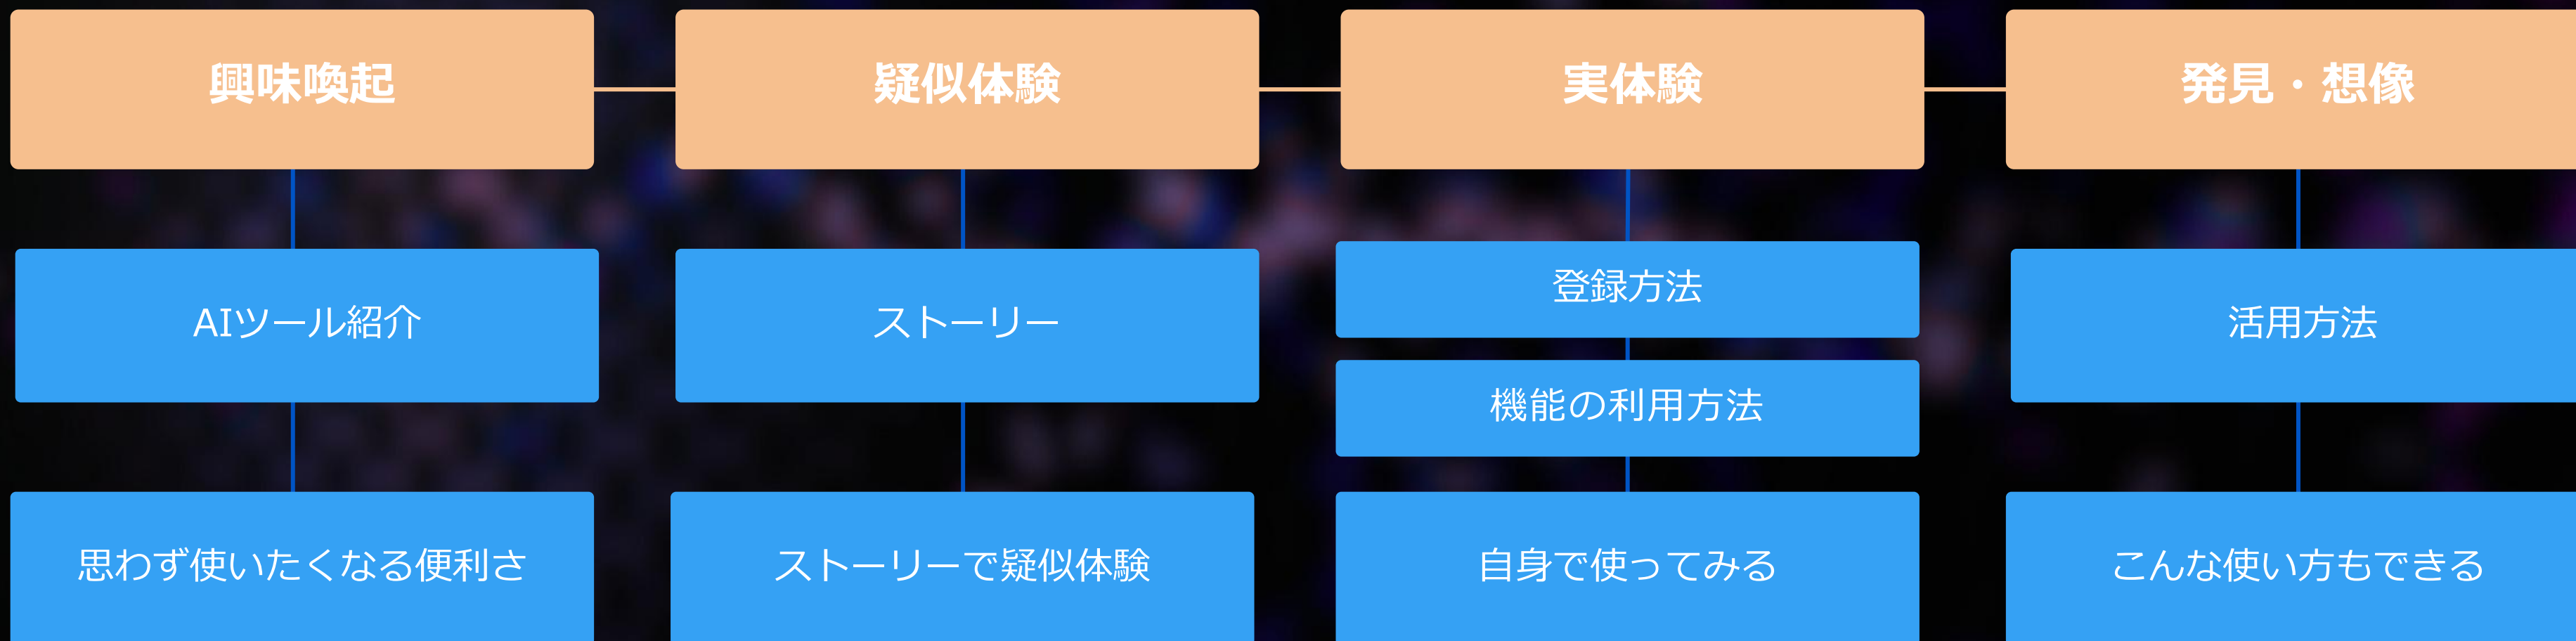 興味喚起
疑似体験
実体験
発見・想像
AIツール紹介
ストーリー
登録方法
機能の利用方法
活用方法
思わず使いたくなる便利さ
ストーリーで疑似体験
自身で使ってみる
こんな使い方もできる